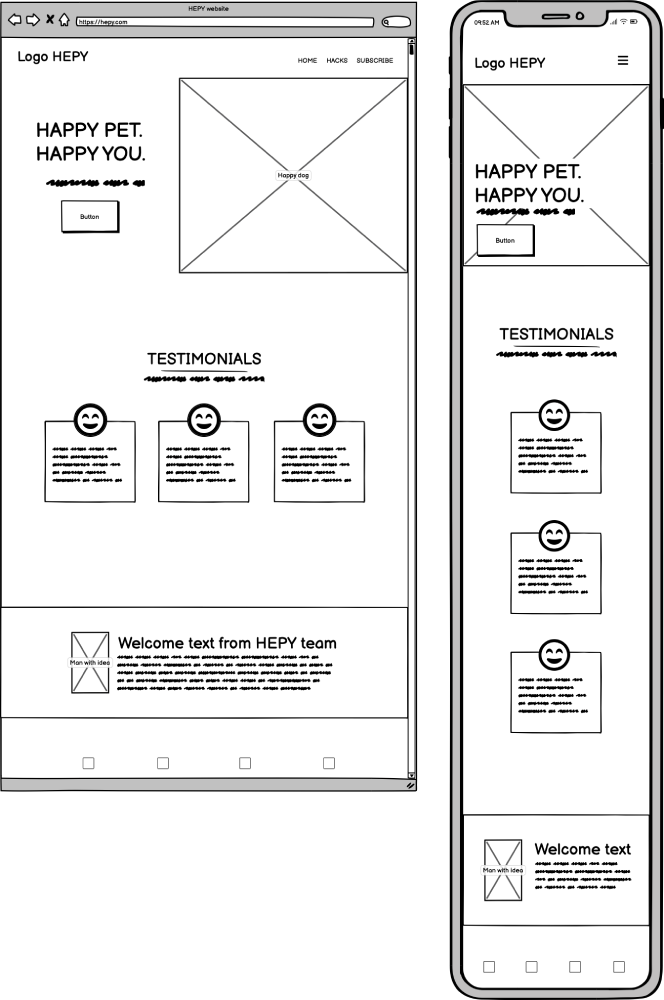 HEPY website
https://hepy.com
Logo HEPY
HOME HACKS SUBSCRIBE
HAPPY PET.
HAPPY YOU.
Button
Happy dog
TESTIMONIALS
Man with idea
Welcome text from HEPY team
09:52 AM
Logo HEPY
HAPPY PET.
HAPPY YOU.
Button
TESTIMONIALS
Man with idea
Welcome text